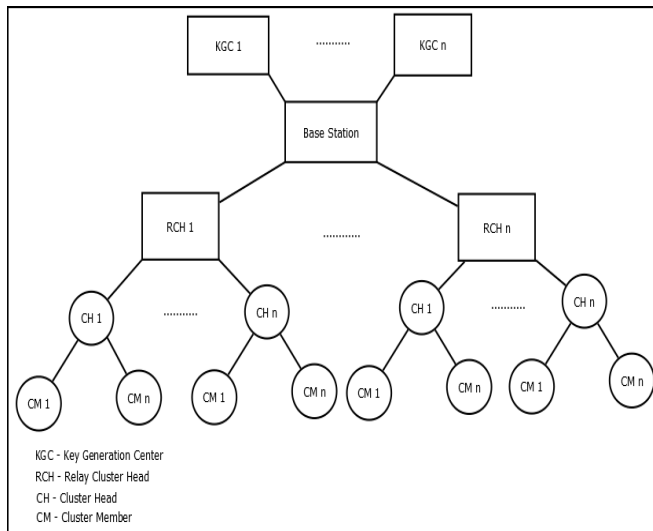 KGC 1 ........... KGC n
Base Station
RCH 1 ............ RCH n
CH 1 ........... CH n CH 1 ........... CH n
CM 1 CM n CM 1 CM n CM 1 CM n CM 1 CM n
KGC - Key Generation Center
RCH - Relay Cluster Head
CH - Cluster Head
CM - Cluster Member